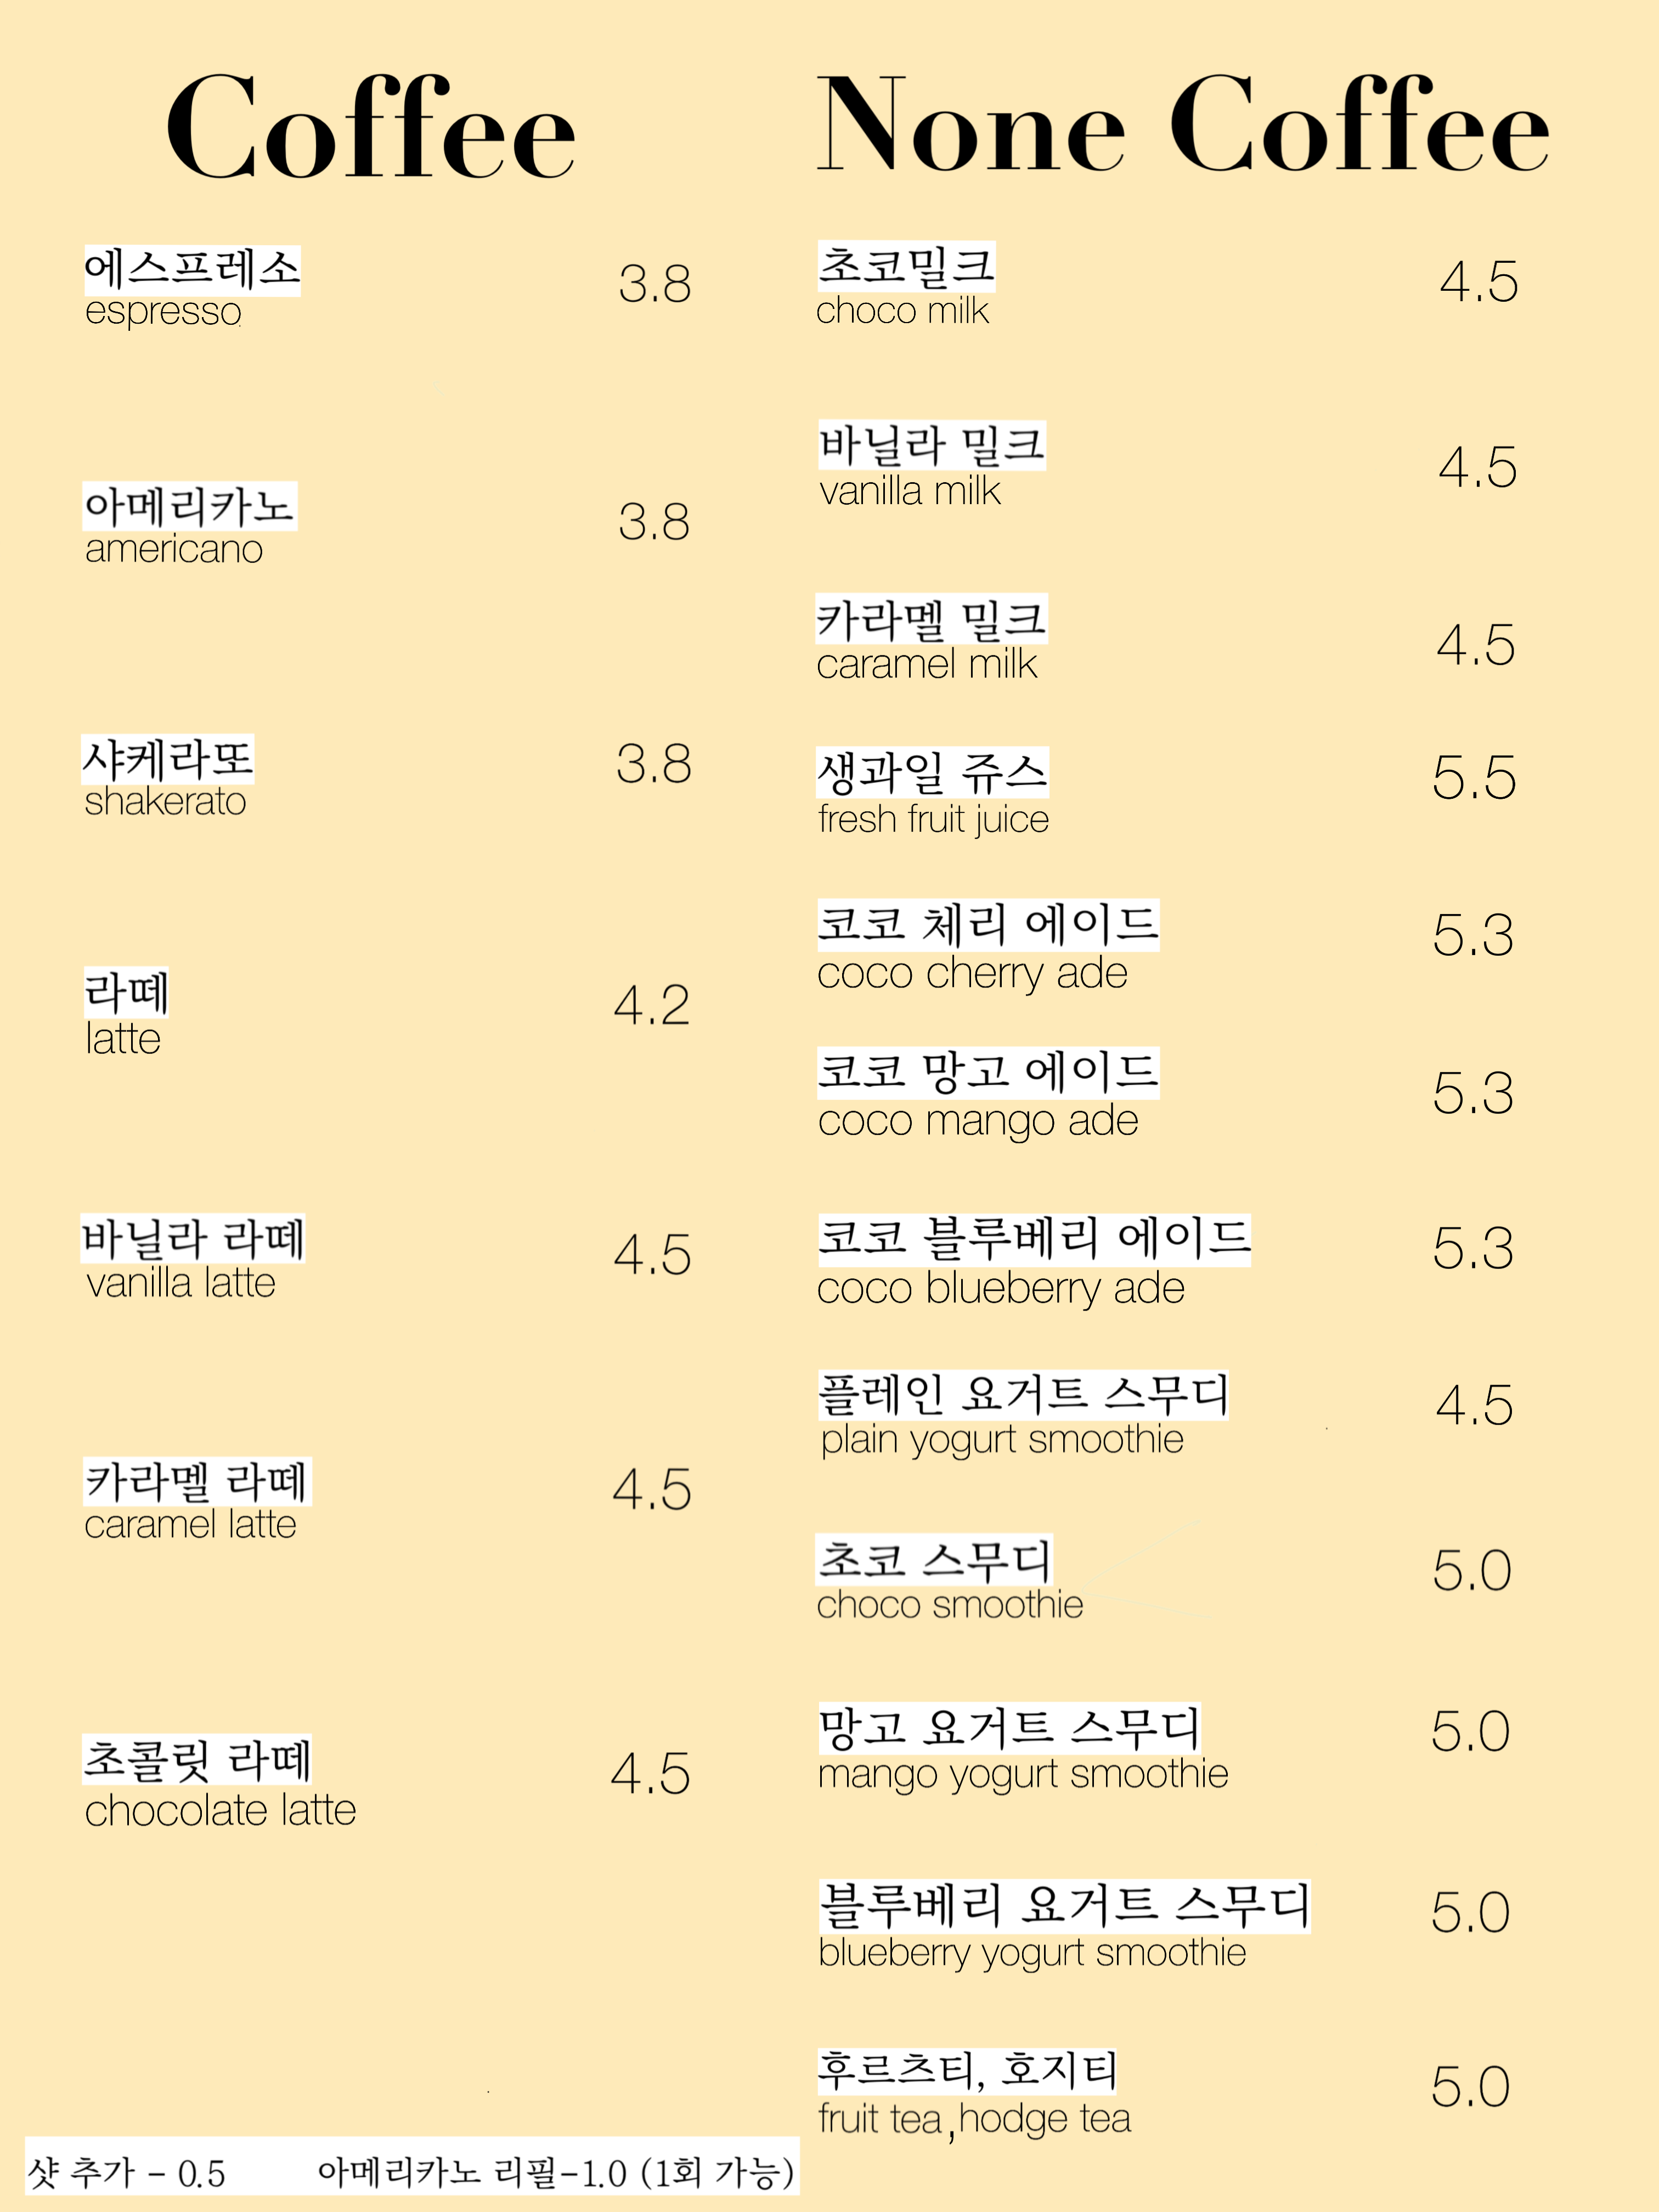 Coffee
에스프레소
espresso
3.8
아메리카노
americano
3.8
샤케라또
shakerato
3.8
라떼
latte
4.2
바닐라 라떼
vanilla latte
4.5
카라멜 라떼
caramel latte
4.5
초콜릿 라떼
chocolate latte
4.5
샷 추가 - 0.5
아메리카노 리필-1.0 (1회 가능)
None Coffee
초코밀크
choco milk
4.5
바닐라 밀크
vanilla milk
4.5
카라멜 밀크
caramel milk
4.5
생과일 쥬스
fresh fruit juice
5.5
코코 체리 에이드
coco cherry ade
5.3
코코 망고 에이드
coco mango ade
5.3
코코 블루베리 에이드
coco blueberry ade
5.3
플레인 요거트 스무디
plain yogurt smoothie
4.5
초코 스무디
choco smoothie
5.0
망고 요거트 스무디
mango yogurt smoothie
5.0
블루베리 요거트 스무디
blueberry yogurt smoothie
5.0
후르츠티, 호지티
fruit tea,hodge tea
5.0